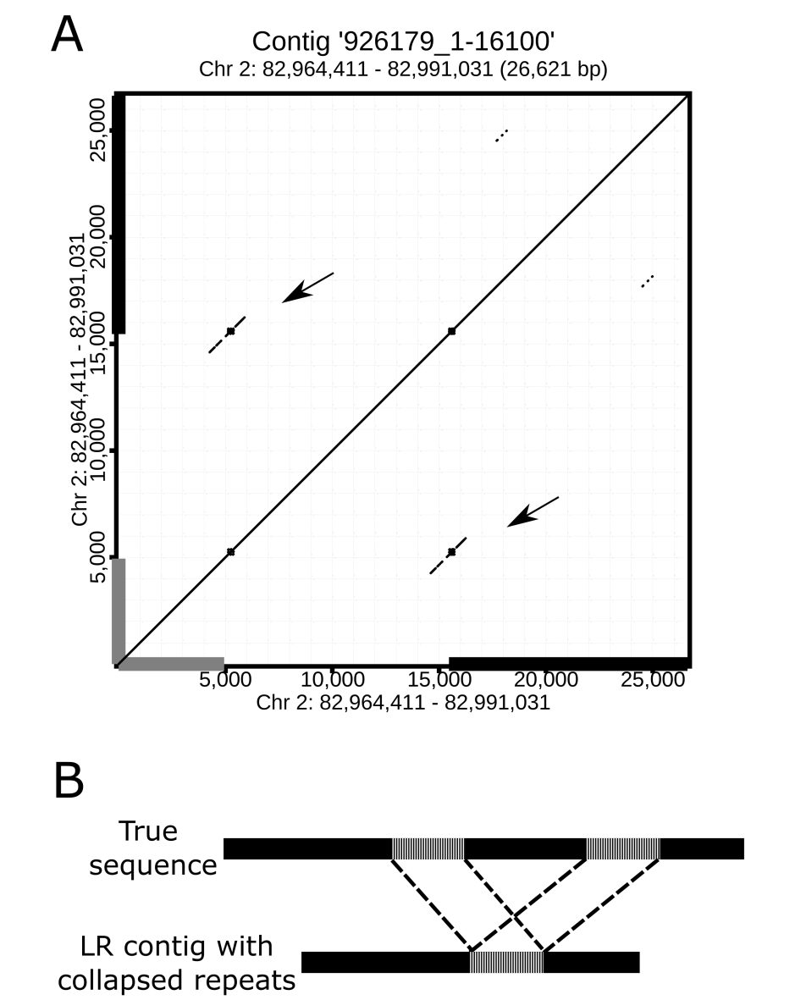 A
Contig '926179_1-16100'
Chr 2: 82,964,411 - 82,991,031 (26,621 bp)
Chr 2: 82,964,411 - 82,991,031
25,000
20,000
15,000
10,000
5,000
5,000 10,000 15,000 20,000 25,000
Chr 2: 82,964,411 - 82,991,031
B
True
sequence
LR contig with
collapsed repeats